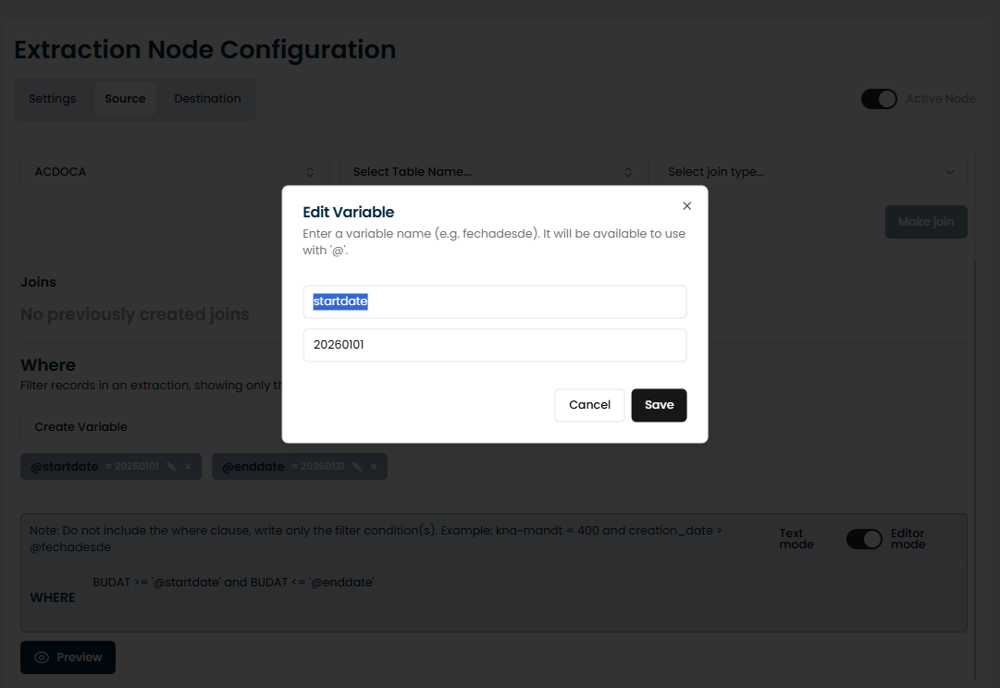 Extraction Node Configuration
Settings Source Destination
Active Node
ACDOCA Select Table Name... Select join type...
Make join
Edit Variable
Enter a variable name (e.g. fechadesde). It will be available to use
with '@'.
startdate
20260101
Cancel Save
Joins
No previously created joins
Where
Filter records in an extraction, showing only
Create Variable
@startdate = 20260101 @enddate = 20260131
Note: Do not include the where clause, write only the filter condition(s). Example: kna~mandt = 400 and creation_date >
@fechadesde
Text
mode
Editor
mode
WHERE
BUDAT >= '@startdate' and BUDAT <= '@enddate'
Preview